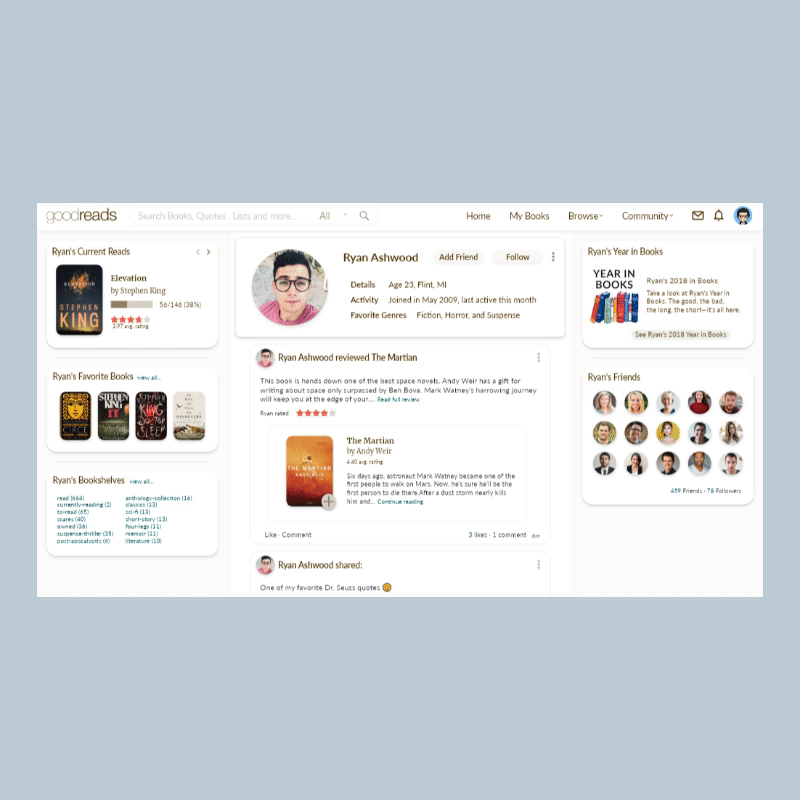 goodreads
Search Books, Quotes , Lists and more...
All
Home
My Books
Browse
Community
Ryan's Current Reads
ELEVATION
STEPHEN
KING
Elevation
by Stephen King
56/146 (38%)
3.97 avg. rating
Ryan's Favorite Books view all..
CIRCE
STEPHEN
KING
IT
KING
DOCTOR
SLEEP
Ryan's Bookshelves view all..
read (664)
currently-reading (2)
to-read (65)
scares (40)
owned (36)
suspense-thriller (35)
post-apocalyptic (6)
anthology-collection (16)
classics (13)
sci-fi (13)
short-story (13)
four-legs (11)
memoir (11)
literature (10)
Ryan Ashwood
Add Friend
Follow
Details Age 23, Flint, MI
Activity Joined in May 2009, last active this month
Favorite Genres Fiction, Horror, and Suspense
Ryan Ashwood reviewed The Martian
This book is hands down one of the best space novels. Andy Weir has a gift for
writing about space only surpassed by Ben Bova. Mark Watney's harrowing journey
will keep you at the edge of your.... Read full review
Ryan rated
THE MARTIAN
ANDY WEIR
The Martian
by Andy Weir
4.40 avg. rating
Six days ago, astronaut Mark Watney became one of the
first people to walk on Mars. Now, he's sure he'll be the
first person to die there.After a dust storm nearly kills
him and... Continue reading
Like · Comment
3 likes · 1 comment
6m
Ryan Ashwood shared:
One of my favorite Dr. Seuss quotes
Ryan's Year in Books
YEAR IN
BOOKS
Ryan's 2018 in Books
Take a look at Ryan's Year in
Books. The good, the bad,
the long, the short—it's all here.
See Ryan's 2018 Year in Books
Ryan's Friends
659 Friends · 78 Followers